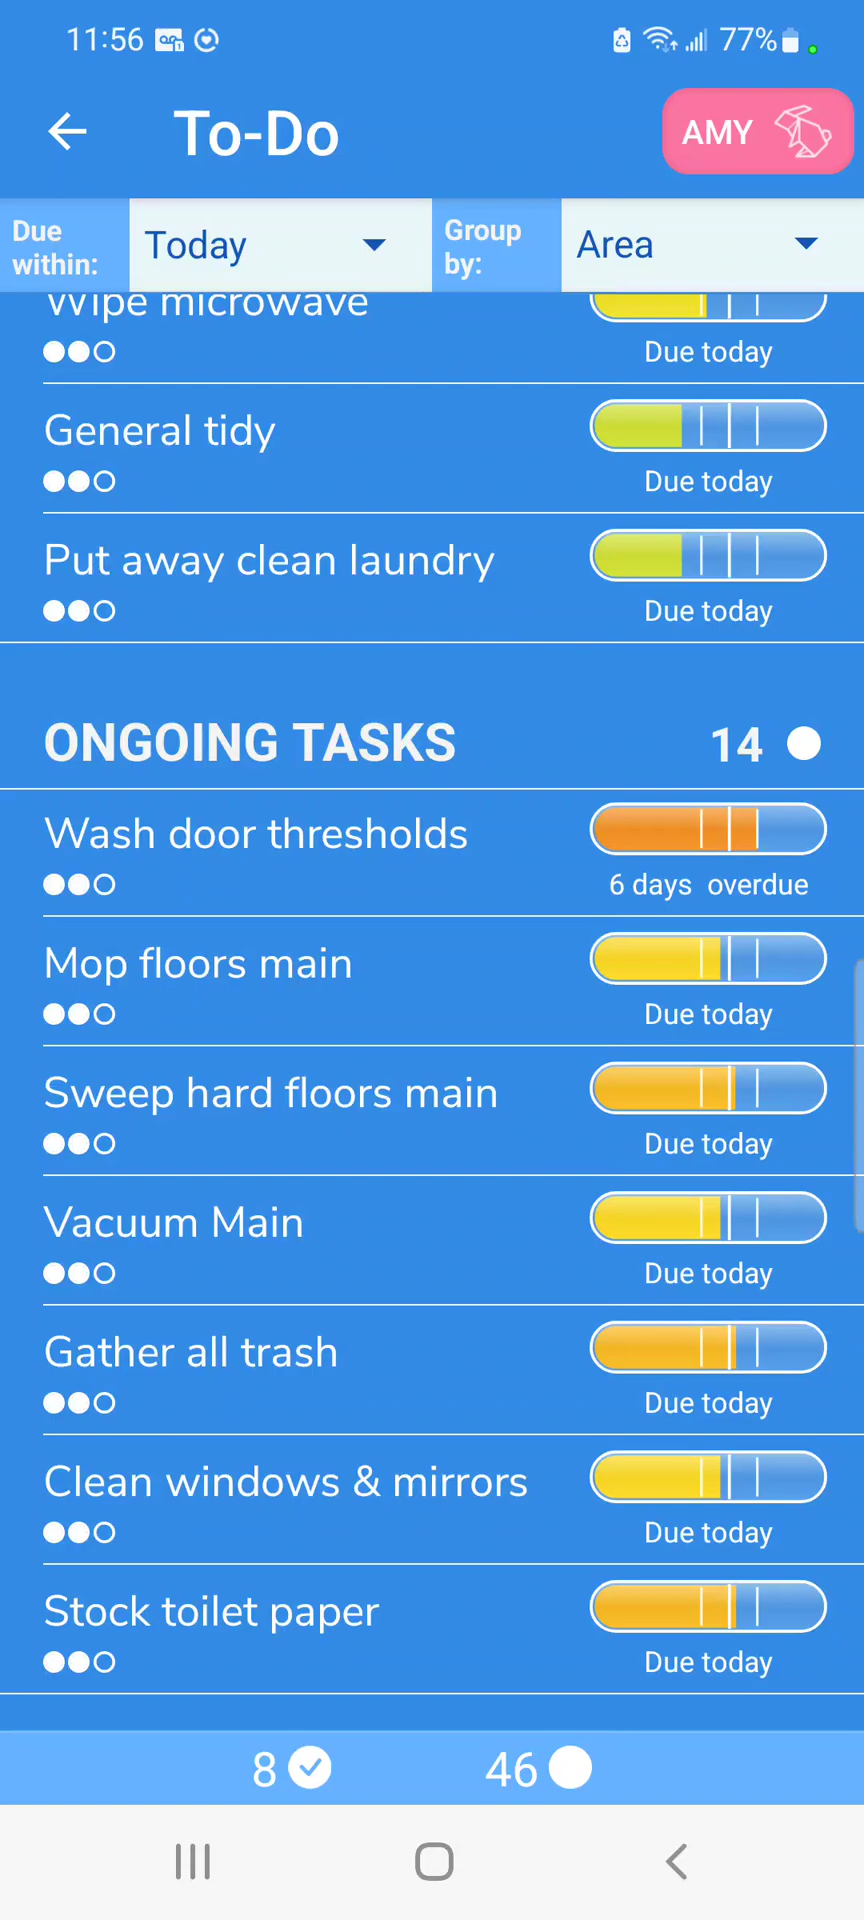 11:56 77%
To-Do AMY
Due within: Today Group by: Area
Wipe microwave
Due today
General tidy
Due today
Put away clean laundry
Due today
ONGOING TASKS 14
Wash door thresholds
6 days overdue
Mop floors main
Due today
Sweep hard floors main
Due today
Vacuum Main
Due today
Gather all trash
Due today
Clean windows & mirrors
Due today
Stock toilet paper
Due today
8 46